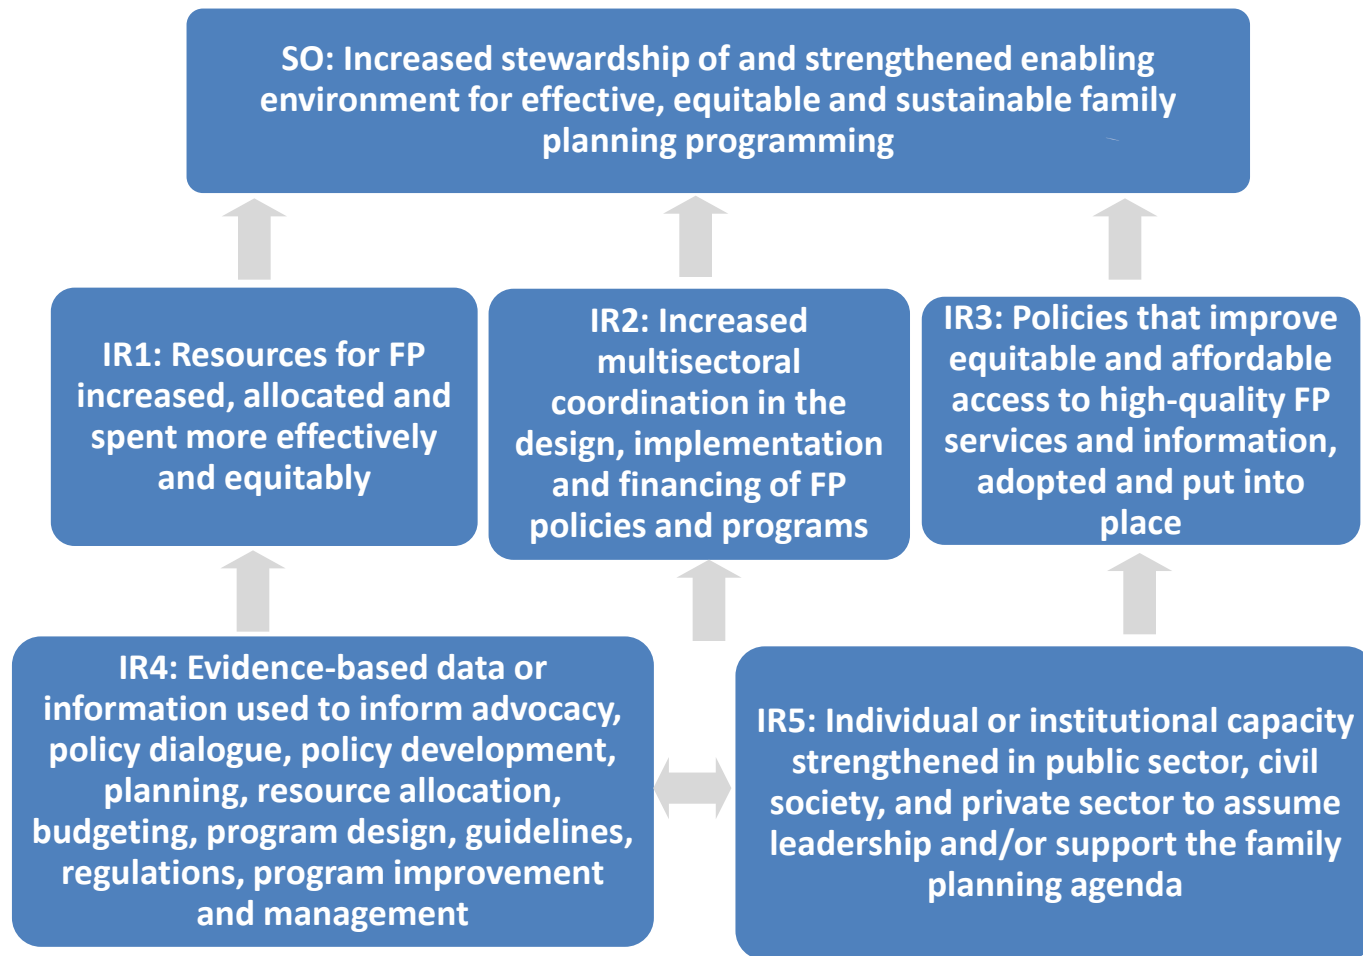 SO: Increased stewardship of and strengthened enabling
environment for effective, equitable and sustainable family
planning programming
IR1: Resources for FP
increased, allocated and
spent more effectively
and equitably
IR2: Increased
multisectoral
coordination in the
design, implementation
and financing of FP
policies and programs
IR3: Policies that improve
equitable and affordable
access to high-quality FP
services and information,
adopted and put into
place
IR4: Evidence-based data or
information used to inform advocacy,
policy dialogue, policy development,
planning, resource allocation,
budgeting, program design, guidelines,
regulations, program improvement
and management
IR5: Individual or institutional capacity
strengthened in public sector, civil
society, and private sector to assume
leadership and/or support the family
planning agenda